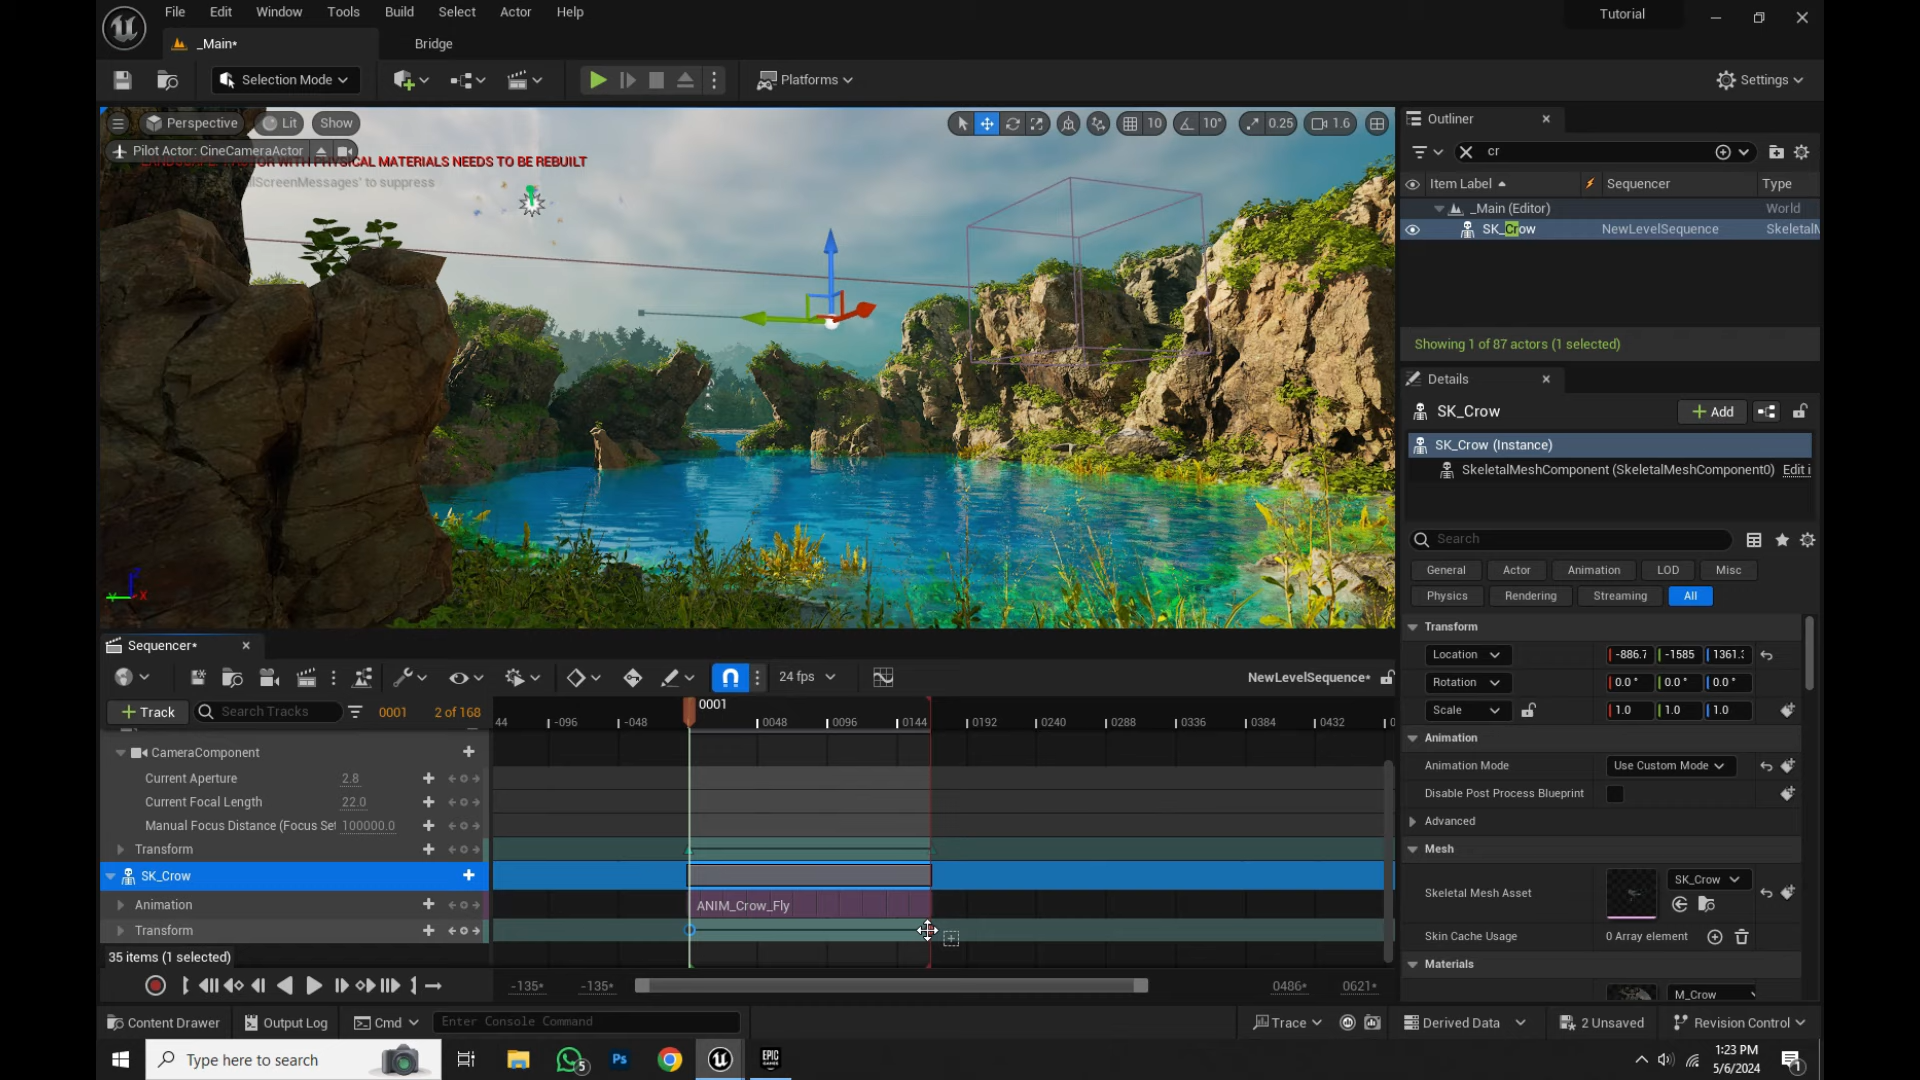 File Edit Window Tools Build Select Actor Help
Tutorial
_Main*
Bridge
Selection Mode
Platforms
Settings
Perspective
Lit
Show
10
10°
0.25
1.6
Pilot Actor: CineCameraActor
PHYSICAL MATERIALS NEEDS TO BE REBUILT
ScreenMessages' to suppress
Outliner
cr
Item Label
Sequencer
Type
_Main (Editor)
World
SK_Crow
NewLevelSequence
Showing 1 of 87 actors (1 selected)
Details
SK_Crow
Add
SK_Crow (Instance)
SkeletalMeshComponent (SkeletalMeshComponent0)
Edit i
Search
General
Actor
Animation
LOD
Misc
Physics
Rendering
Streaming
All
Transform
Location
-886.7
-1585
Rotation
0.0 °
0.0 °
0.0 °
Scale
1.0
1.0
1.0
Animation
Animation Mode
Use Custom Mode
Disable Post Process Blueprint
Advanced
Mesh
Skeletal Mesh Asset
SK_Crow
Skin Cache Usage
0 Array element
Materials
M_Crow
Sequencer*
24 fps
NewLevelSequence*
Track
Search Tracks
0001
2 of 168
0001
44
-096
-048
0048
0096
0144
0192
0240
0288
0336
0384
0432
CameraComponent
Current Aperture
2.8
Current Focal Length
22.0
Manual Focus Distance (Focus Se
100000.0
Transform
SK_Crow
Animation
ANIM_Crow_Fly
Transform
35 items (1 selected)
-135*
-135*
0486*
0621*
Content Drawer
Output Log
Cmd
Enter Console Command
Trace
Derived Data
2 Unsaved
Revision Control
Type here to search
5
Ps
EPIC
GAMES
1:23 PM
5/6/2024
1